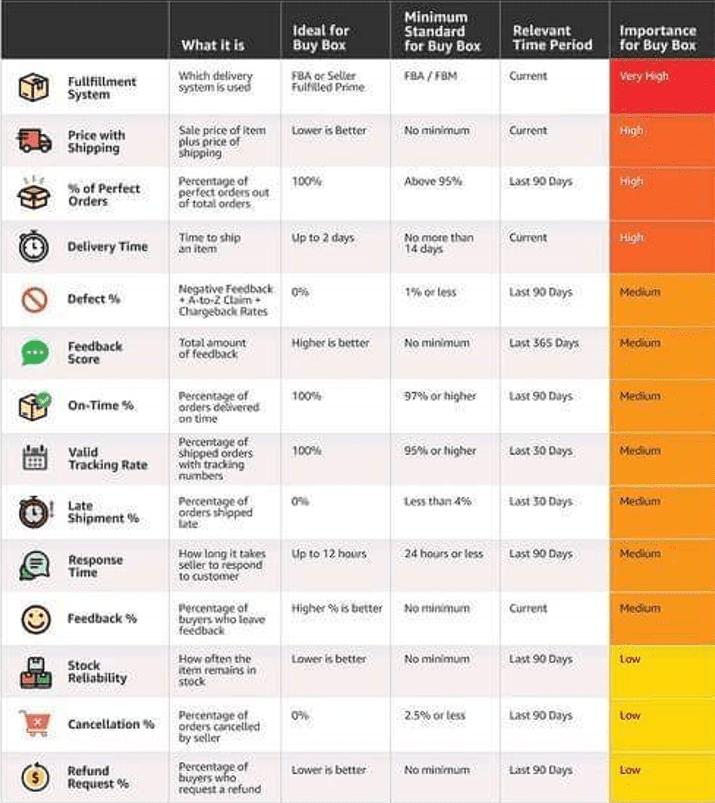 What it is
Ideal for
Buy Box
Minimum
Standard
for Buy Box
Relevant
Time Period
Importance
for Buy Box
Fullfillment
System
Which delivery
system is used
FBA or Seller
Fulfilled Prime
FBA / FBM
Current
Very High
Price with
Shipping
Sale price of item
plus price of
shipping
Lower is Better
No minimum
Current
High
% of Perfect
Orders
Percentage of
perfect orders out
of total orders
100%
Above 95%
Last 90 Days
High
Delivery Time
Time to ship
an item
Up to 2 days
No more than
14 days
Current
High
Defect %
Negative Feedback
+ A-to-Z Claim +
Chargeback Rates
0%
1% or less
Last 90 Days
Medium
Feedback
Score
Total amount
of feedback
Higher is better
No minimum
Last 365 Days
Medium
On-Time %
Percentage of
orders delivered
on time
100%
97% or higher
Last 90 Days
Medium
Valid
Tracking Rate
Percentage of
shipped orders
with tracking
numbers
100%
95% or higher
Last 30 Days
Medium
Late
Shipment %
Percentage of
orders shipped
late
0%
Less than 4%
Last 30 Days
Medium
Response
Time
How long it takes
seller to respond
to customer
Up to 12 hours
24 hours or less
Last 90 Days
Medium
Feedback %
Percentage of
buyers who leave
feedback
Higher % is better
No minimum
Current
Medium
Stock
Reliability
How often the
item remains in
stock
Lower is better
No minimum
Last 90 Days
Low
Cancellation %
Percentage of
orders cancelled
by seller
0%
2.5% or less
Last 90 Days
Low
Refund
Request %
Percentage of
buyers who
request a refund
Lower is better
No minimum
Last 90 Days
Low